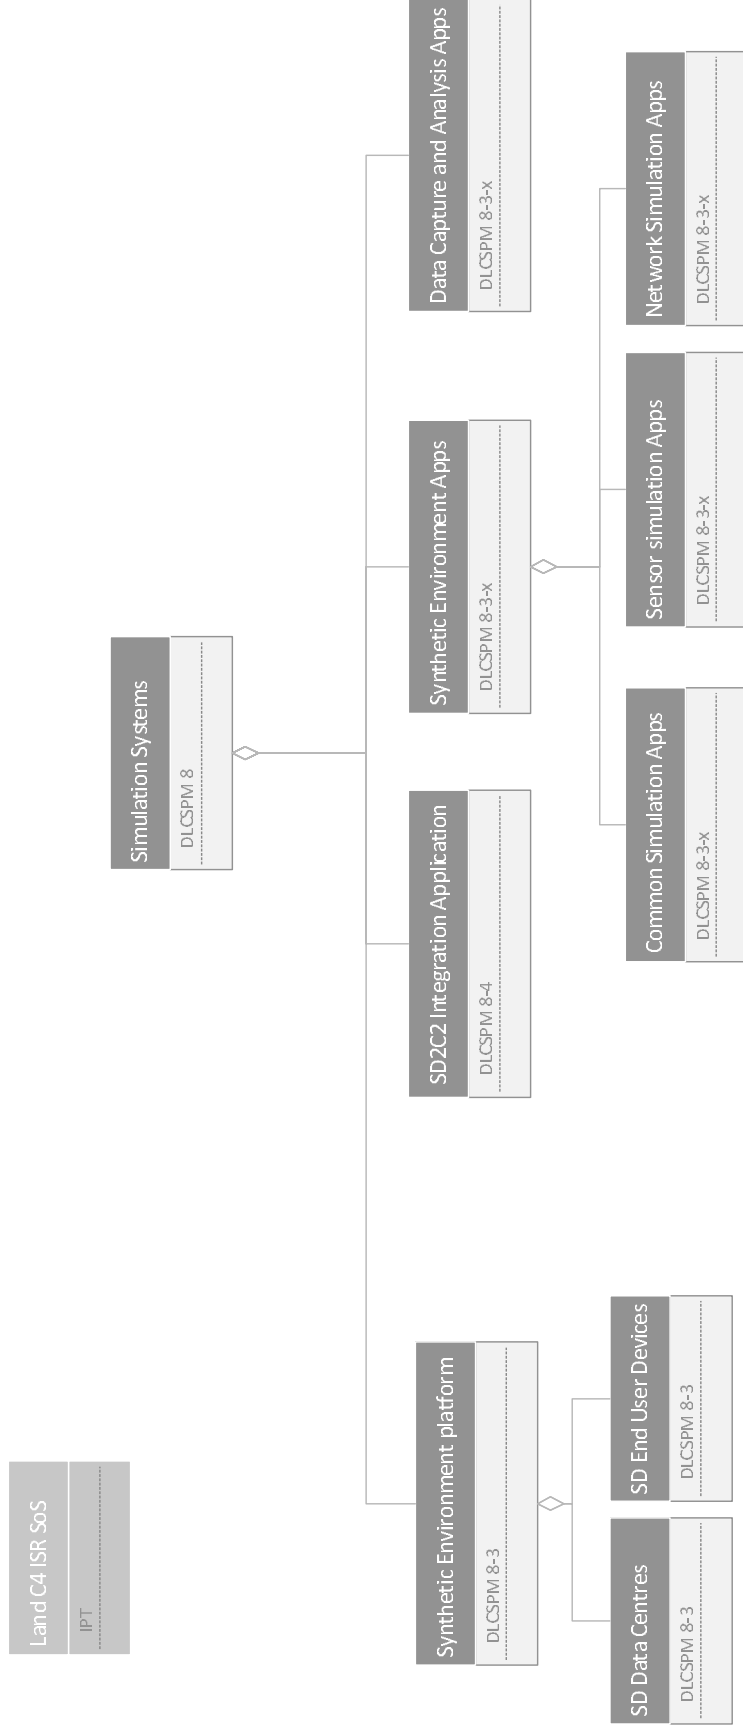 Land C4 ISR SoS
IPT
Simulation Systems
DLCSPM 8
Synthetic Environment platform
DLCSPM 8-3
SD2C2 Integration Application
DLCSPM 8-4
Synthetic Environment Apps
DLCSPM 8-3-x
Data Capture and Analysis Apps
DLCSPM 8-3-x
SD Data Centres
DLCSPM 8-3
SD End User Devices
DLCSPM 8-3
Common Simulation Apps
DLCSPM 8-3-x
Sensor simulation Apps
DLCSPM 8-3-x
Network Simulation Apps
DLCSPM 8-3-x